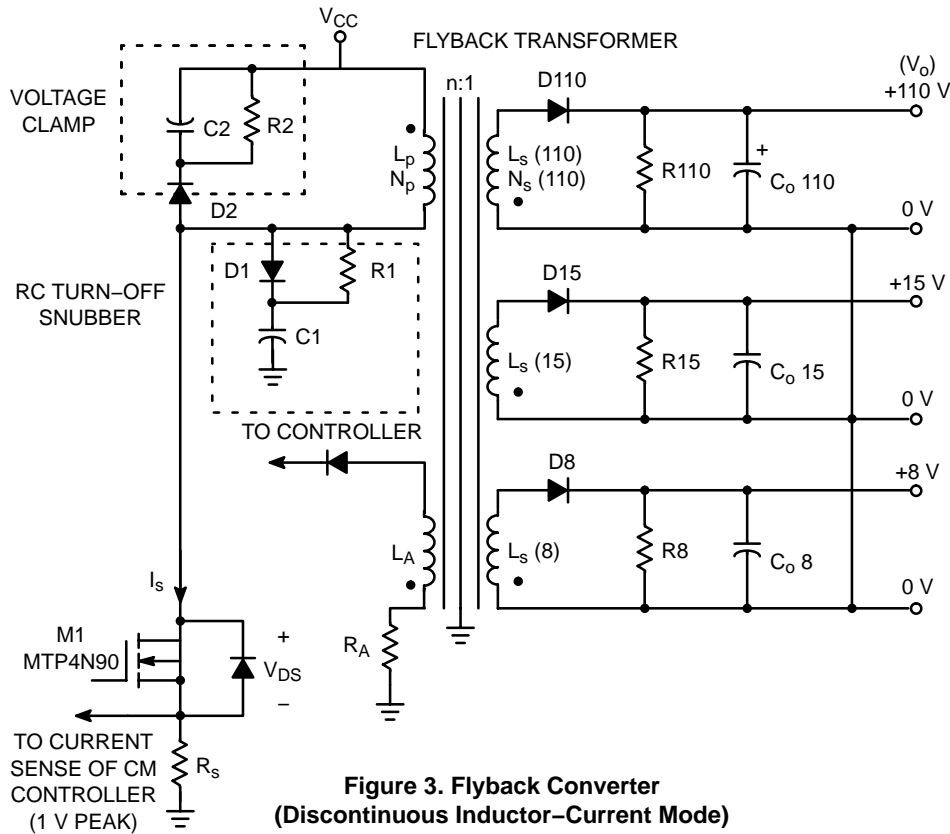 V_CC
FLYBACK TRANSFORMER
(V_o)
+110 V
VOLTAGE
CLAMP
C2
R2
D2
n:1
L_p
N_p
D110
L_s (110)
N_s (110)
R110
+
C_o 110
0 V
RC TURN–OFF
SNUBBER
D1
R1
C1
D15
+15 V
L_s (15)
R15
C_o 15
0 V
TO CONTROLLER
D8
+8 V
L_A
L_s (8)
R8
C_o 8
0 V
I_s
M1
MTP4N90
+
V_DS
–
R_A
TO CURRENT
SENSE OF CM
CONTROLLER
(1 V PEAK)
R_s
Figure 3. Flyback Converter
(Discontinuous Inductor–Current Mode)